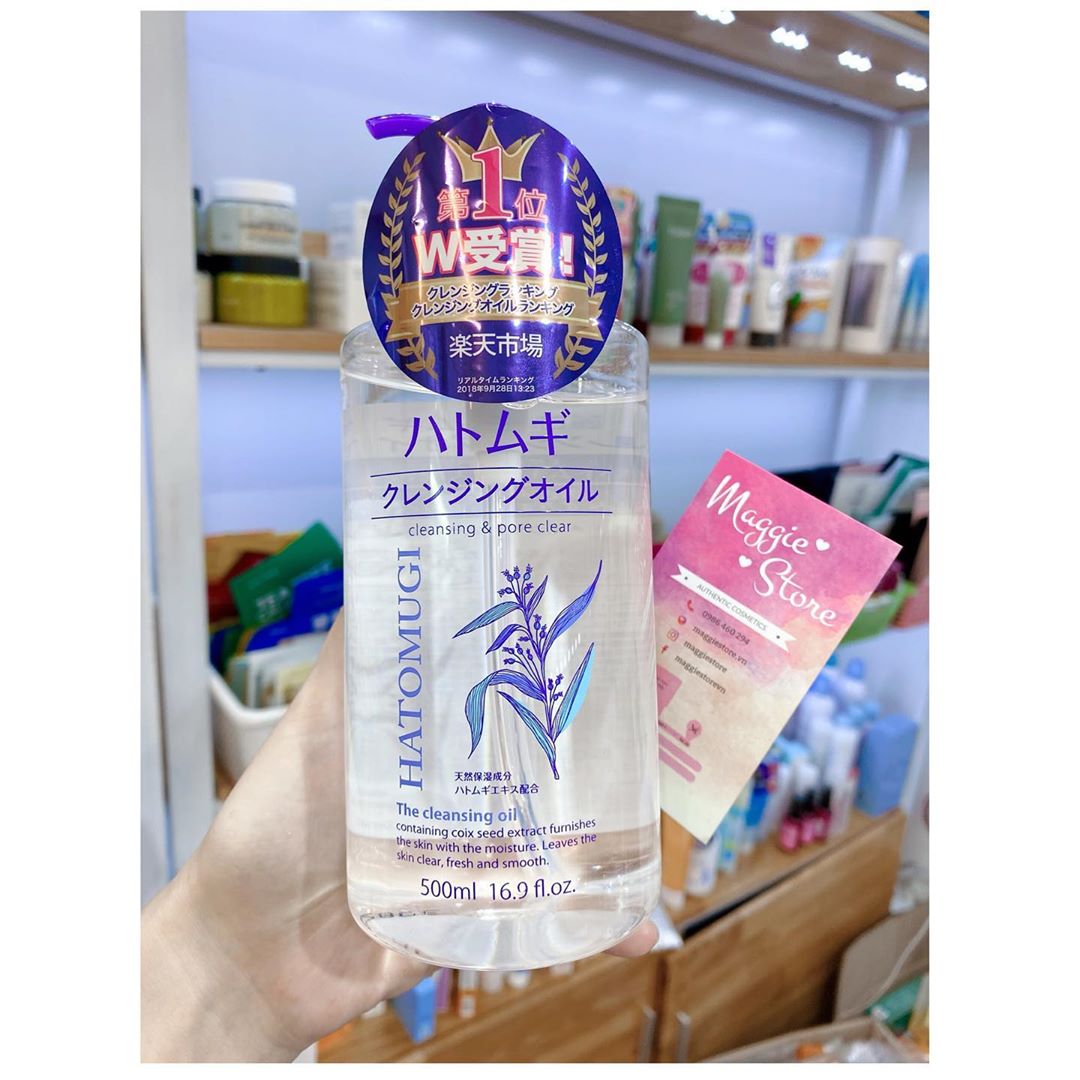 第1位
W受賞!
クレンジングランキング
クレンジングオイルランキング
楽天市場
リアルタイムランキング
2018年9月28日13:23
ハトムギ
クレンジングオイル
cleansing & pore clear
HATOMUGI
天然保湿成分
ハトムギエキス配合
The cleansing oil
containing coix seed extract furnishes
the skin with the moisture. Leaves the
skin clear, fresh and smooth.
500ml 16.9 fl.oz.
Maggie
Store
AUTHENTIC COSMETICS
0986 460 294
maggiestore.vn
maggiestore
maggiestorevn